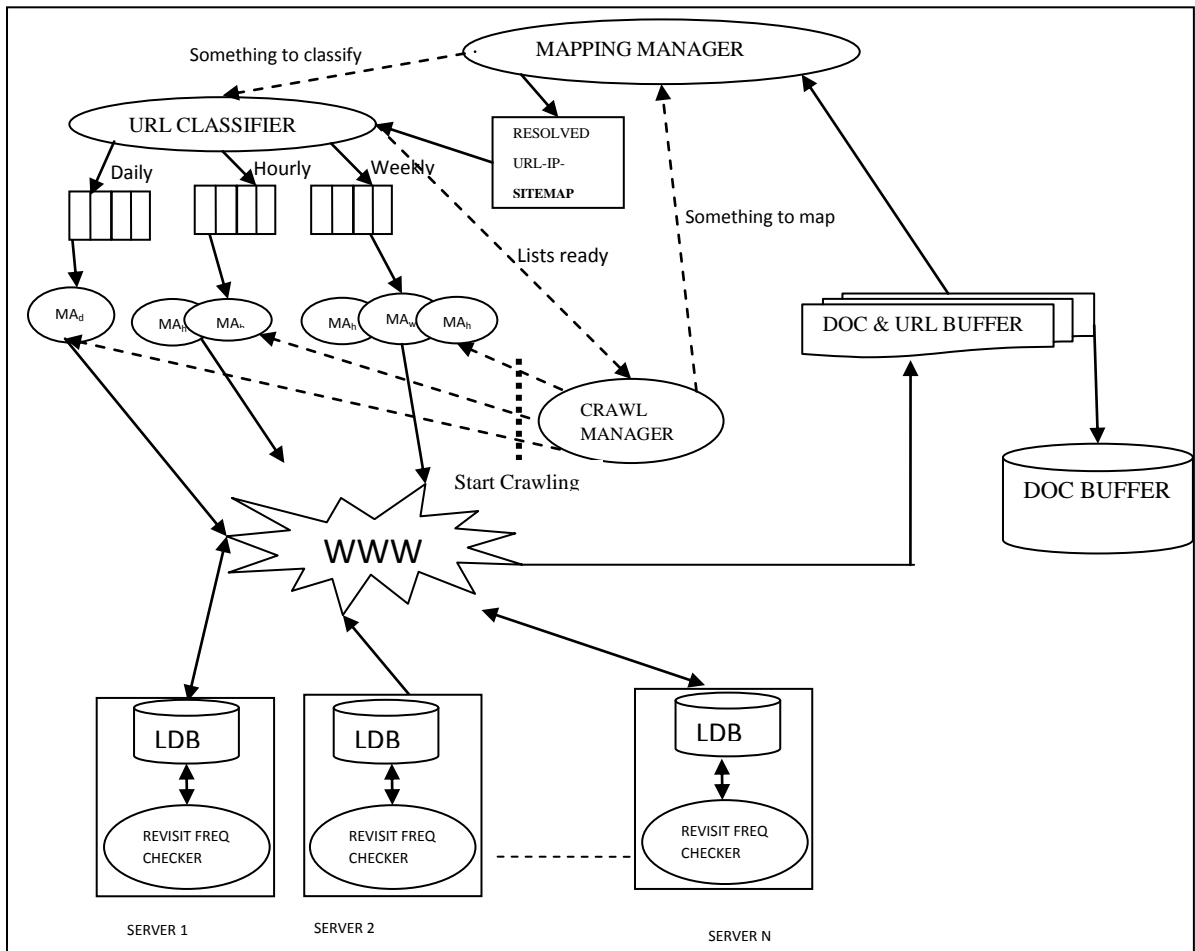 Something to classify
MAPPING MANAGER
URL CLASSIFIER
RESOLVED
URL-IP-
SITEMAP
Daily
Hourly
Weekly
Something to map
Lists ready
MAd
MAh
MAh
MAw
MAh
DOC & URL BUFFER
CRAWL
MANAGER
Start Crawling
DOC BUFFER
WWW
LDB
LDB
LDB
REVISIT FREQ
CHECKER
REVISIT FREQ
CHECKER
REVISIT FREQ
CHECKER
SERVER 1
SERVER 2
SERVER N